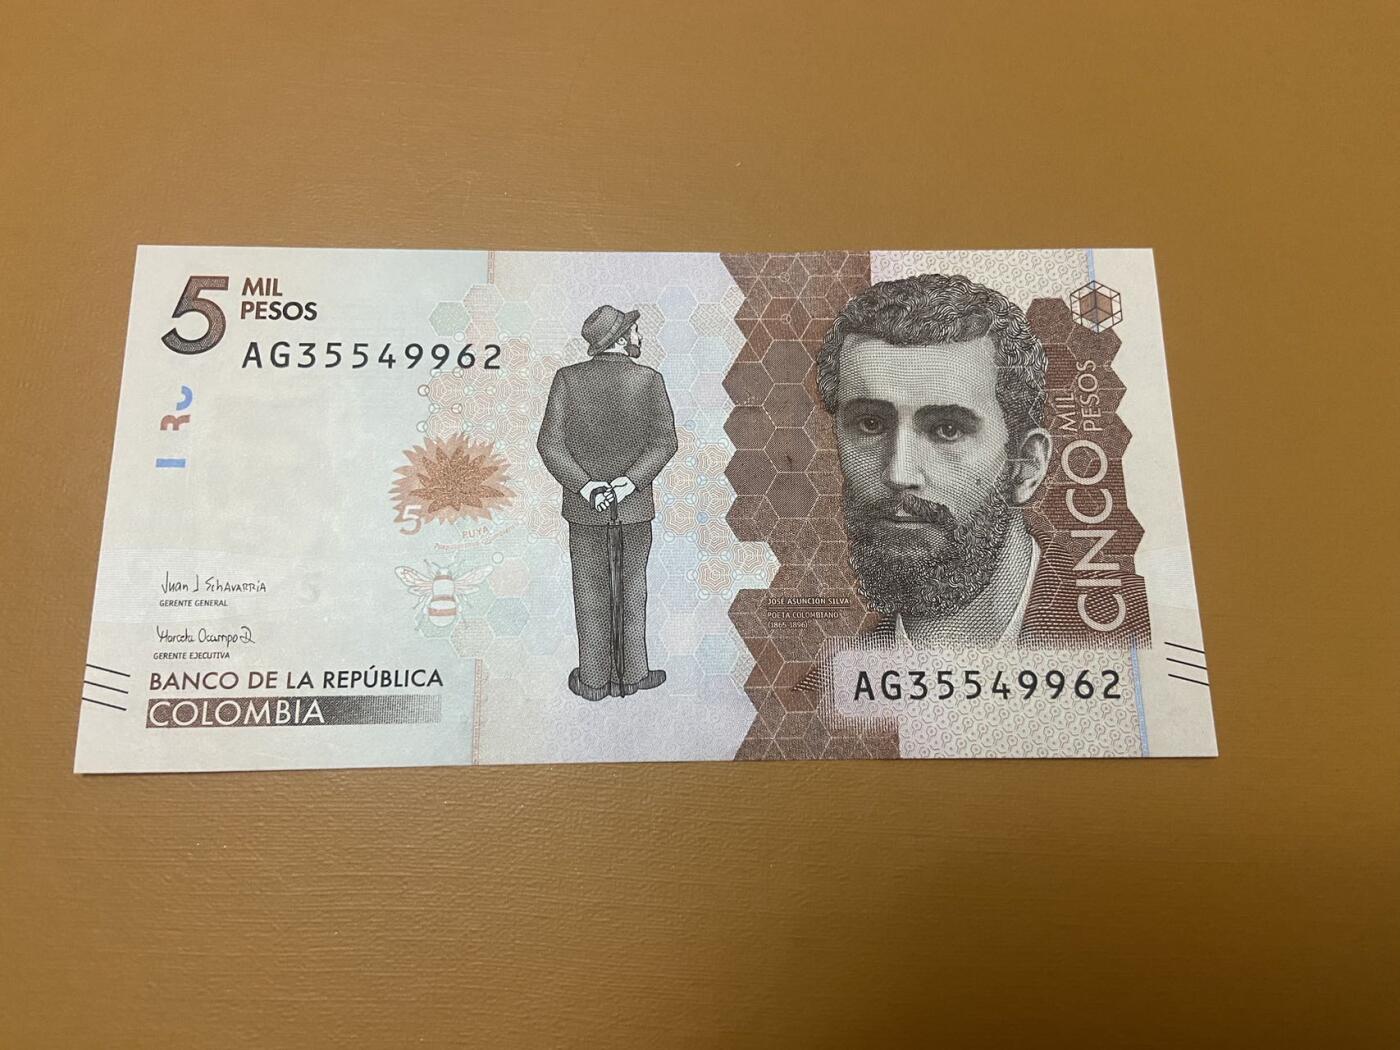 5 MIL
PESOS
AG35549962
5
PUYA
Juan J Echavarría
GERENTE GENERAL
Marcela Ocampo D
GERENTE EJECUTIVA
BANCO DE LA REPÚBLICA
COLOMBIA
JOSÉ ASUNCIÓN SILVA
POETA COLOMBIANO
(1865-1896)
CINCO MIL
PESOS
AG35549962